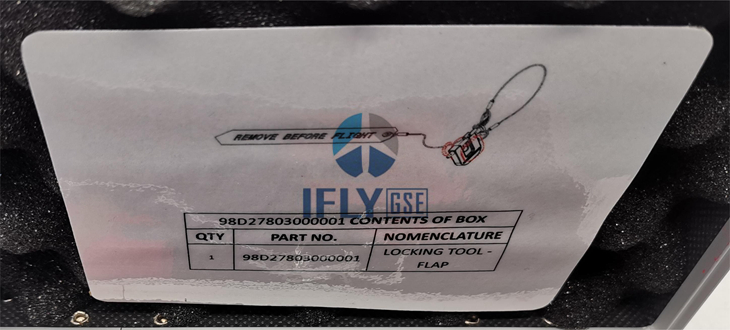 REMOVE BEFORE FLIGHT
IFLY GSE
98D27803000001 CONTENTS OF BOX
QTY PART NO. NOMENCLATURE
1 98D27803000001 LOCKING TOOL -
FLAP